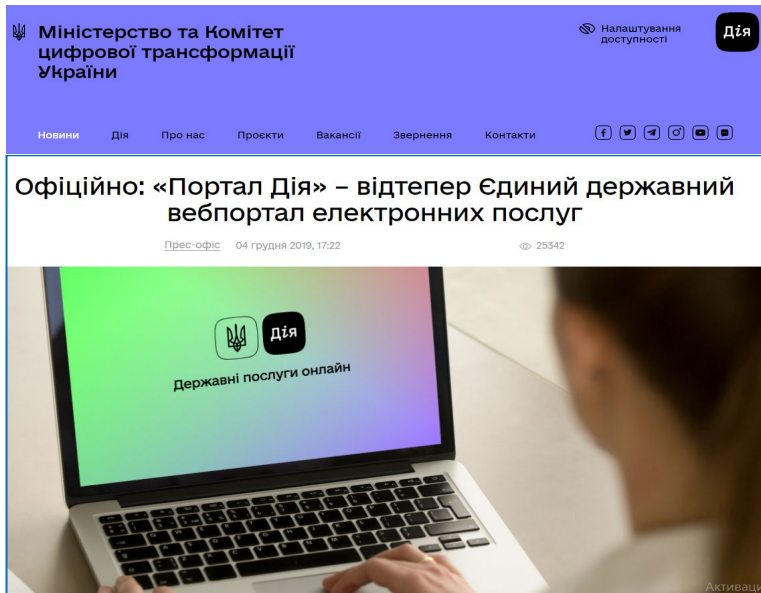 Міністерство та Комітет
цифрової трансформації
України
Налаштування
доступності
Дія
Новини
Дія
Про нас
Проєкти
Вакансії
Звернення
Контакти
Офіційно: «Портал Дія» – відтепер Єдиний державний
вебпортал електронних послуг
Прес-офіс
04 грудня 2019, 17:22
25342
Дія
Державні послуги онлайн